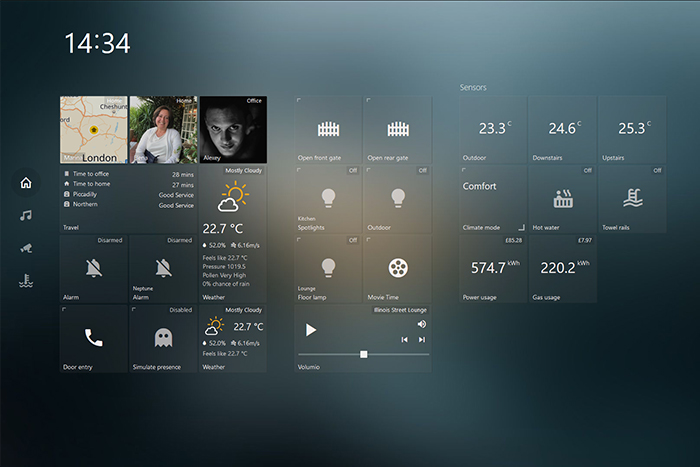 14:34
Cheshunt
London
Home
Office
Alexey
Time to office 28 mins
Time to home 27 mins
Piccadilly Good Service
Northern Good Service
Travel
Mostly Cloudy
22.7 °C
52.0% 6.16m/s
Feels like 22.7 °C
Pressure 1019.5
Pollen Very High
0% chance of rain
Weather
Disarmed
Alarm
Disarmed
Neptune
Alarm
Door entry
Disabled
Simulate presence
Mostly Cloudy
22.7 °C
52.0% 6.16m/s
Feels like 22.7 °C
Weather
Open front gate
Open rear gate
Off
Kitchen
Spotlights
Off
Outdoor
Off
Lounge
Floor lamp
Movie Time
Illinois Street Lounge
Volumio
Sensors
23.3 C
Outdoor
24.6 C
Downstairs
25.3 C
Upstairs
Comfort
Climate mode
Off
Hot water
Off
Towel rails
£85.28
574.7 kWh
Power usage
£7.97
220.2 kWh
Gas usage